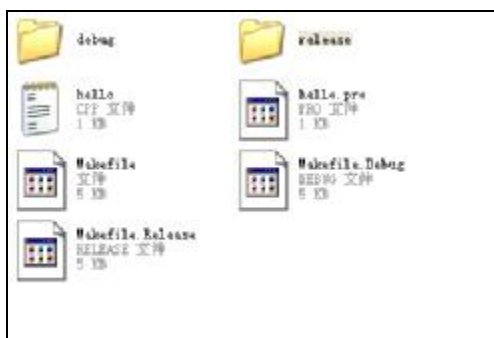 debug
release
hello
CPP 文件
1 KB
hello.pro
PRO 文件
1 KB
Makefile
文件
5 KB
Makefile.Debug
DEBUG 文件
5 KB
Makefile.Release
RELEASE 文件
5 KB